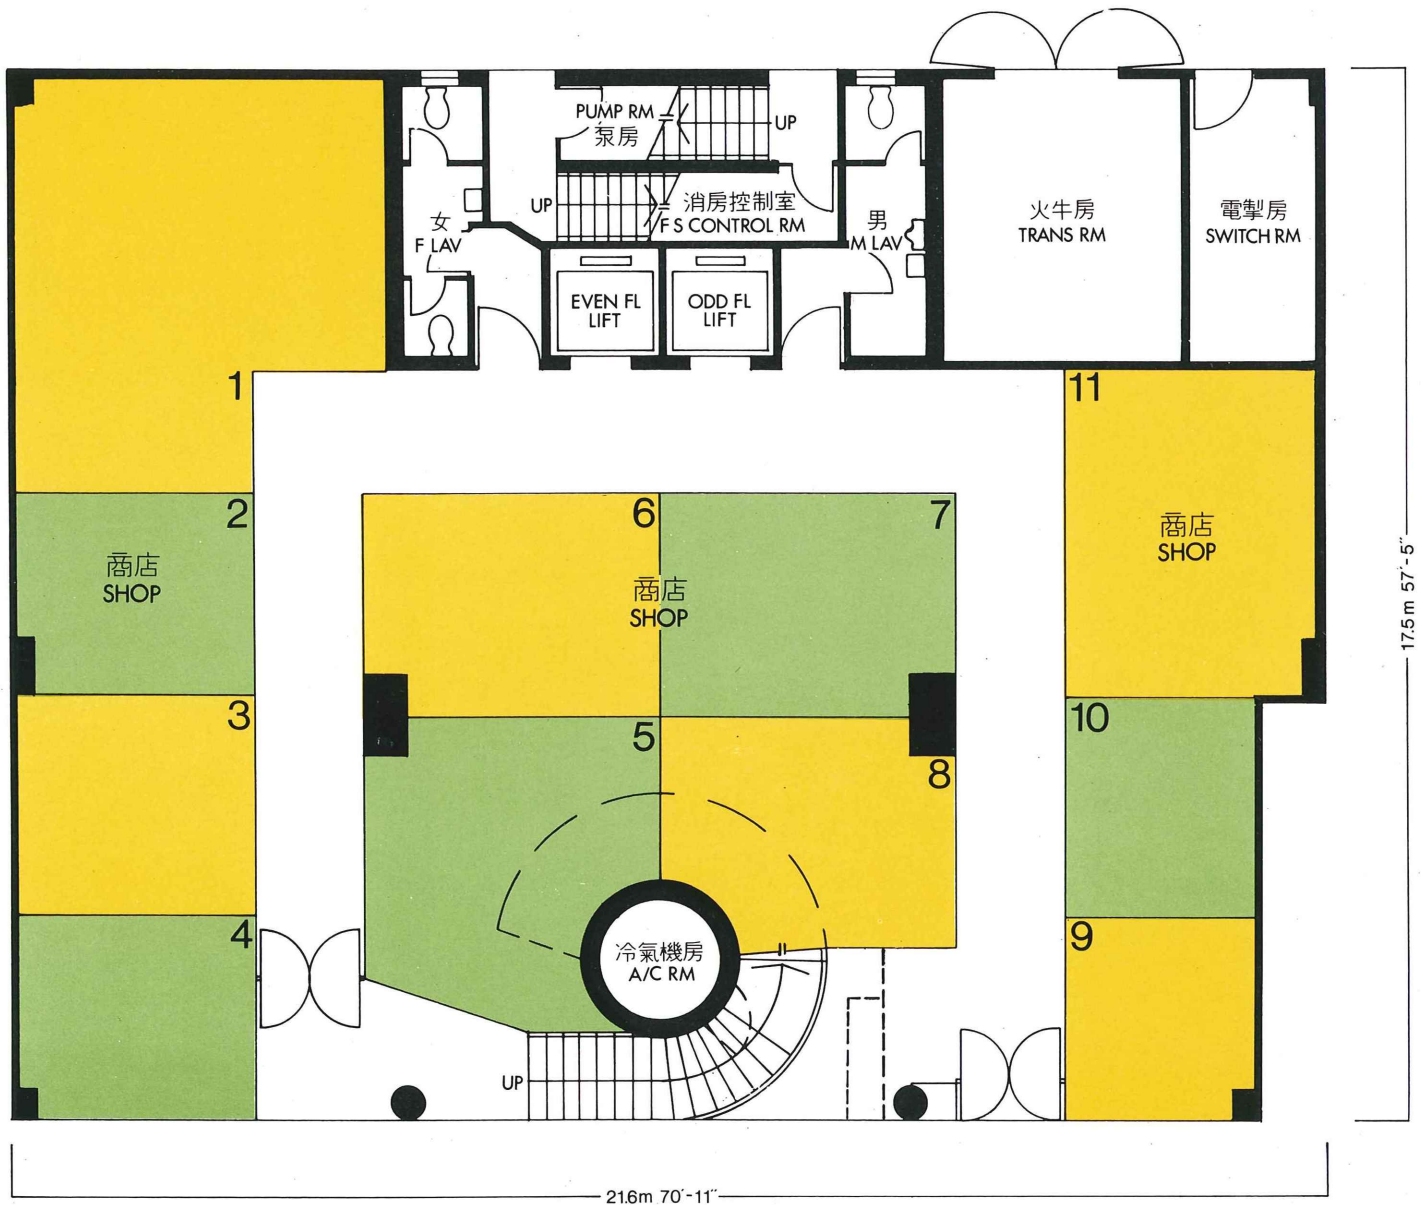 PUMP RM
泵房
UP
UP
消房控制室
F S CONTROL RM
女
F LAV
男
M LAV
火牛房
TRANS RM
電掣房
SWITCH RM
EVEN FL
LIFT
ODD FL
LIFT
1
11
2
商店
SHOP
6
7
商店
SHOP
商店
SHOP
3
5
10
8
4
9
冷氣機房
A/C RM
UP
17.5m 57'-5"
21.6m 70'-11"